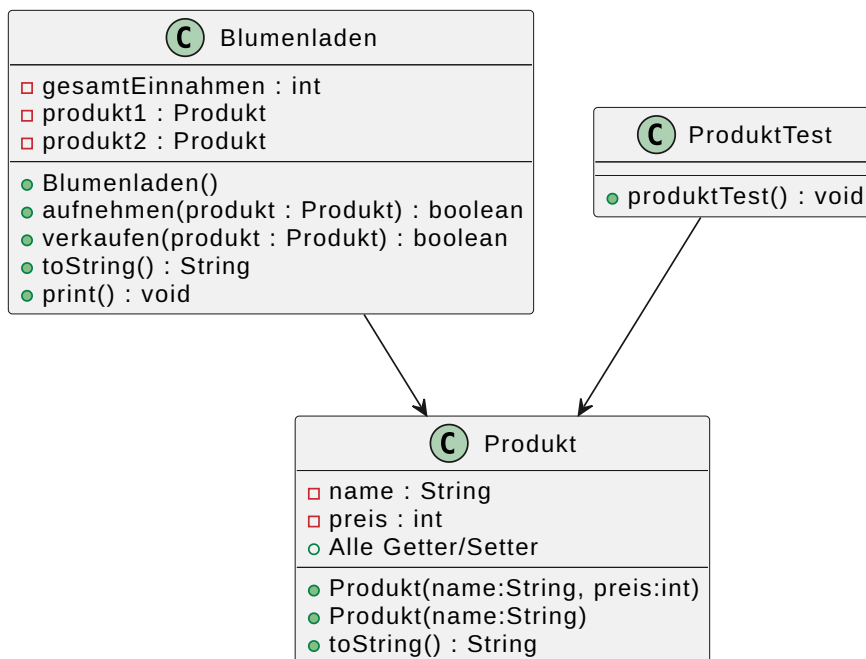 C Blumenladen
gesamtEinnahmen : int
produkt1 : Produkt
produkt2 : Produkt
Blumenladen()
aufnehmen(produkt : Produkt) : boolean
verkaufen(produkt : Produkt) : boolean
toString() : String
print() : void
C ProduktTest
produktTest() : void
C Produkt
name : String
preis : int
Alle Getter/Setter
Produkt(name:String, preis:int)
Produkt(name:String)
toString() : String